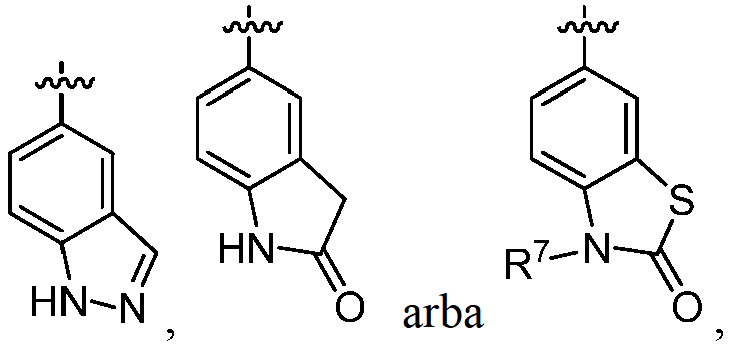 HN N , HN O arba R⁷ N S O ,